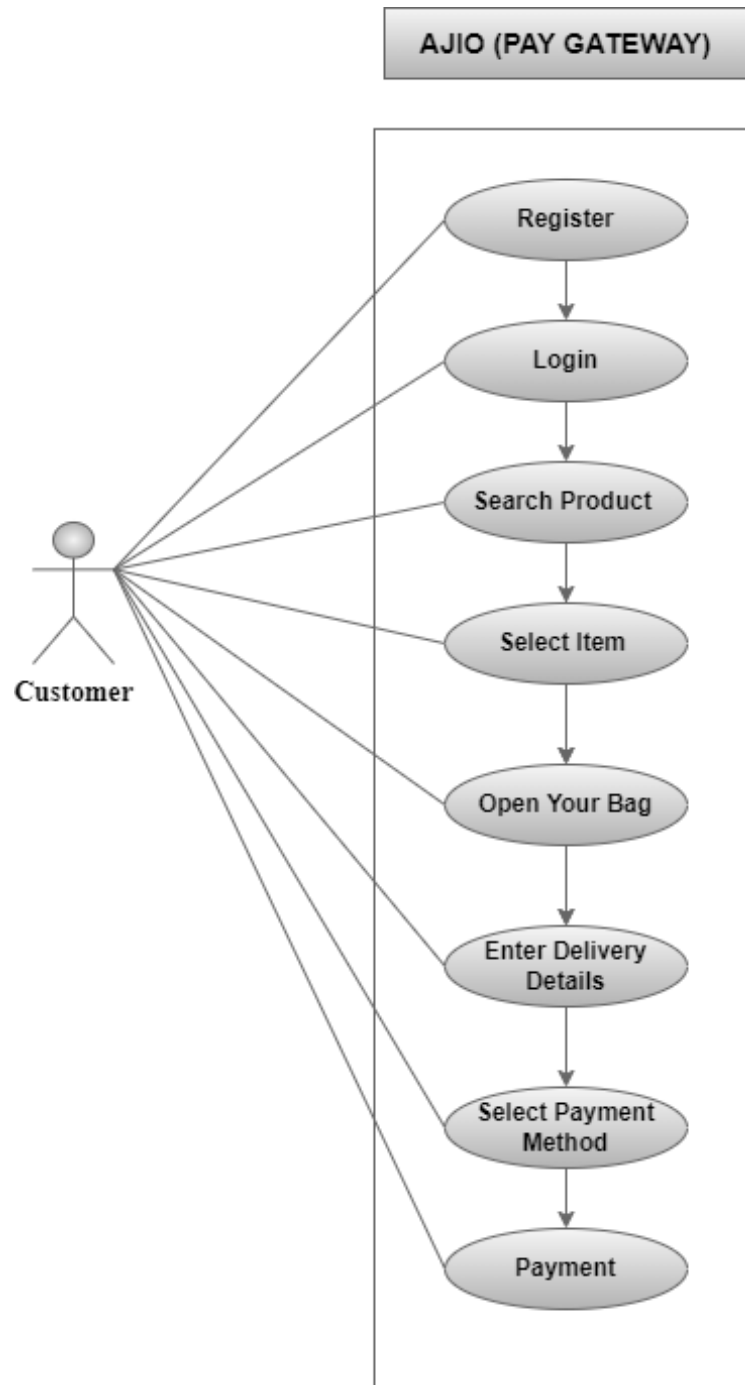 AJIO (PAY GATEWAY)
Register
Login
Search Product
Select Item
Customer
Open Your Bag
Enter Delivery
Details
Select Payment
Method
Payment